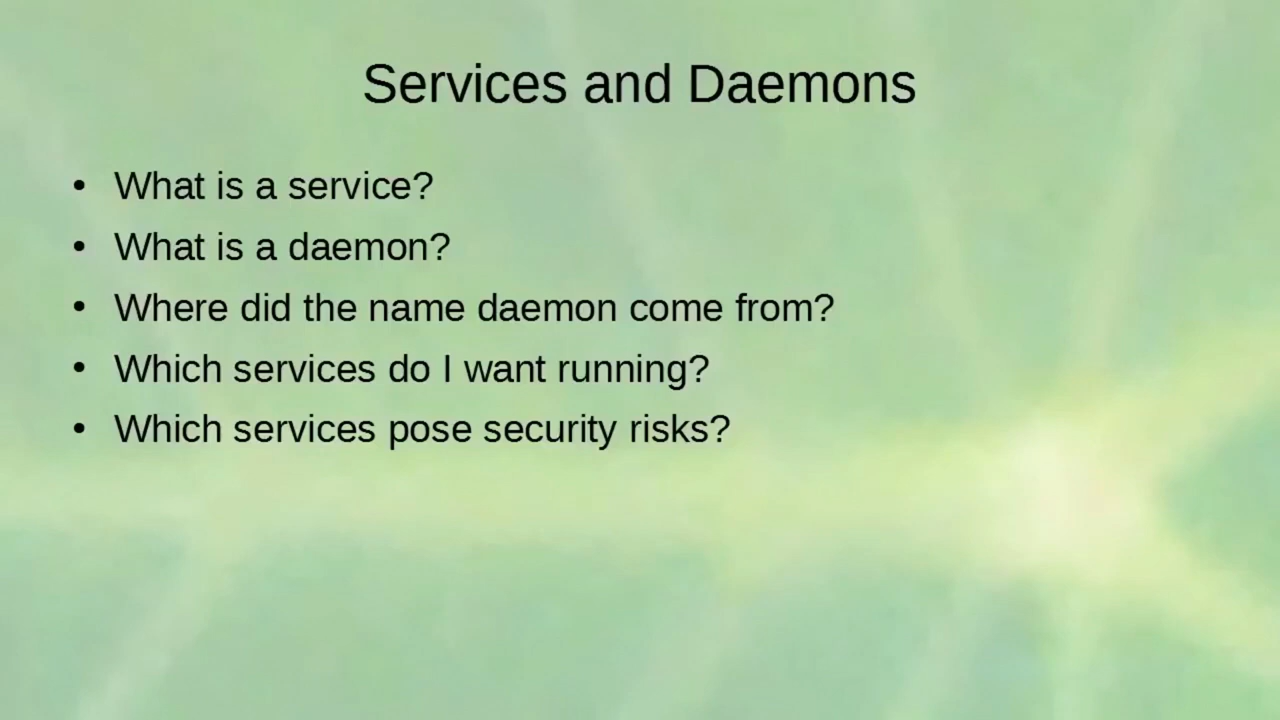 Services and Daemons
• What is a service?
• What is a daemon?
• Where did the name daemon come from?
• Which services do I want running?
• Which services pose security risks?